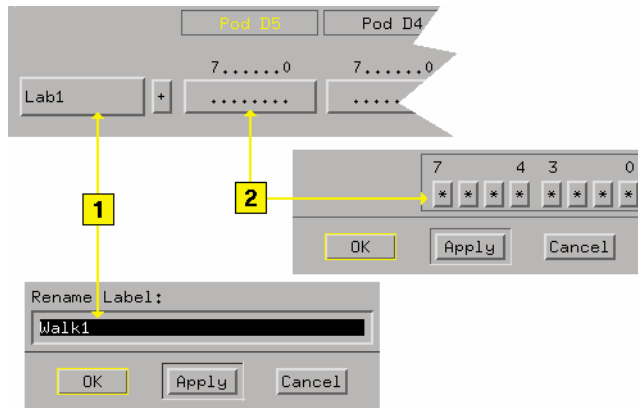 Pod D5 Pod D4
7......0 7......0
Lab1 + ........ .....
7 4 3 0
* * * * * * * *
1 2
OK Apply Cancel
Rename Label:
Walk1
OK Apply Cancel